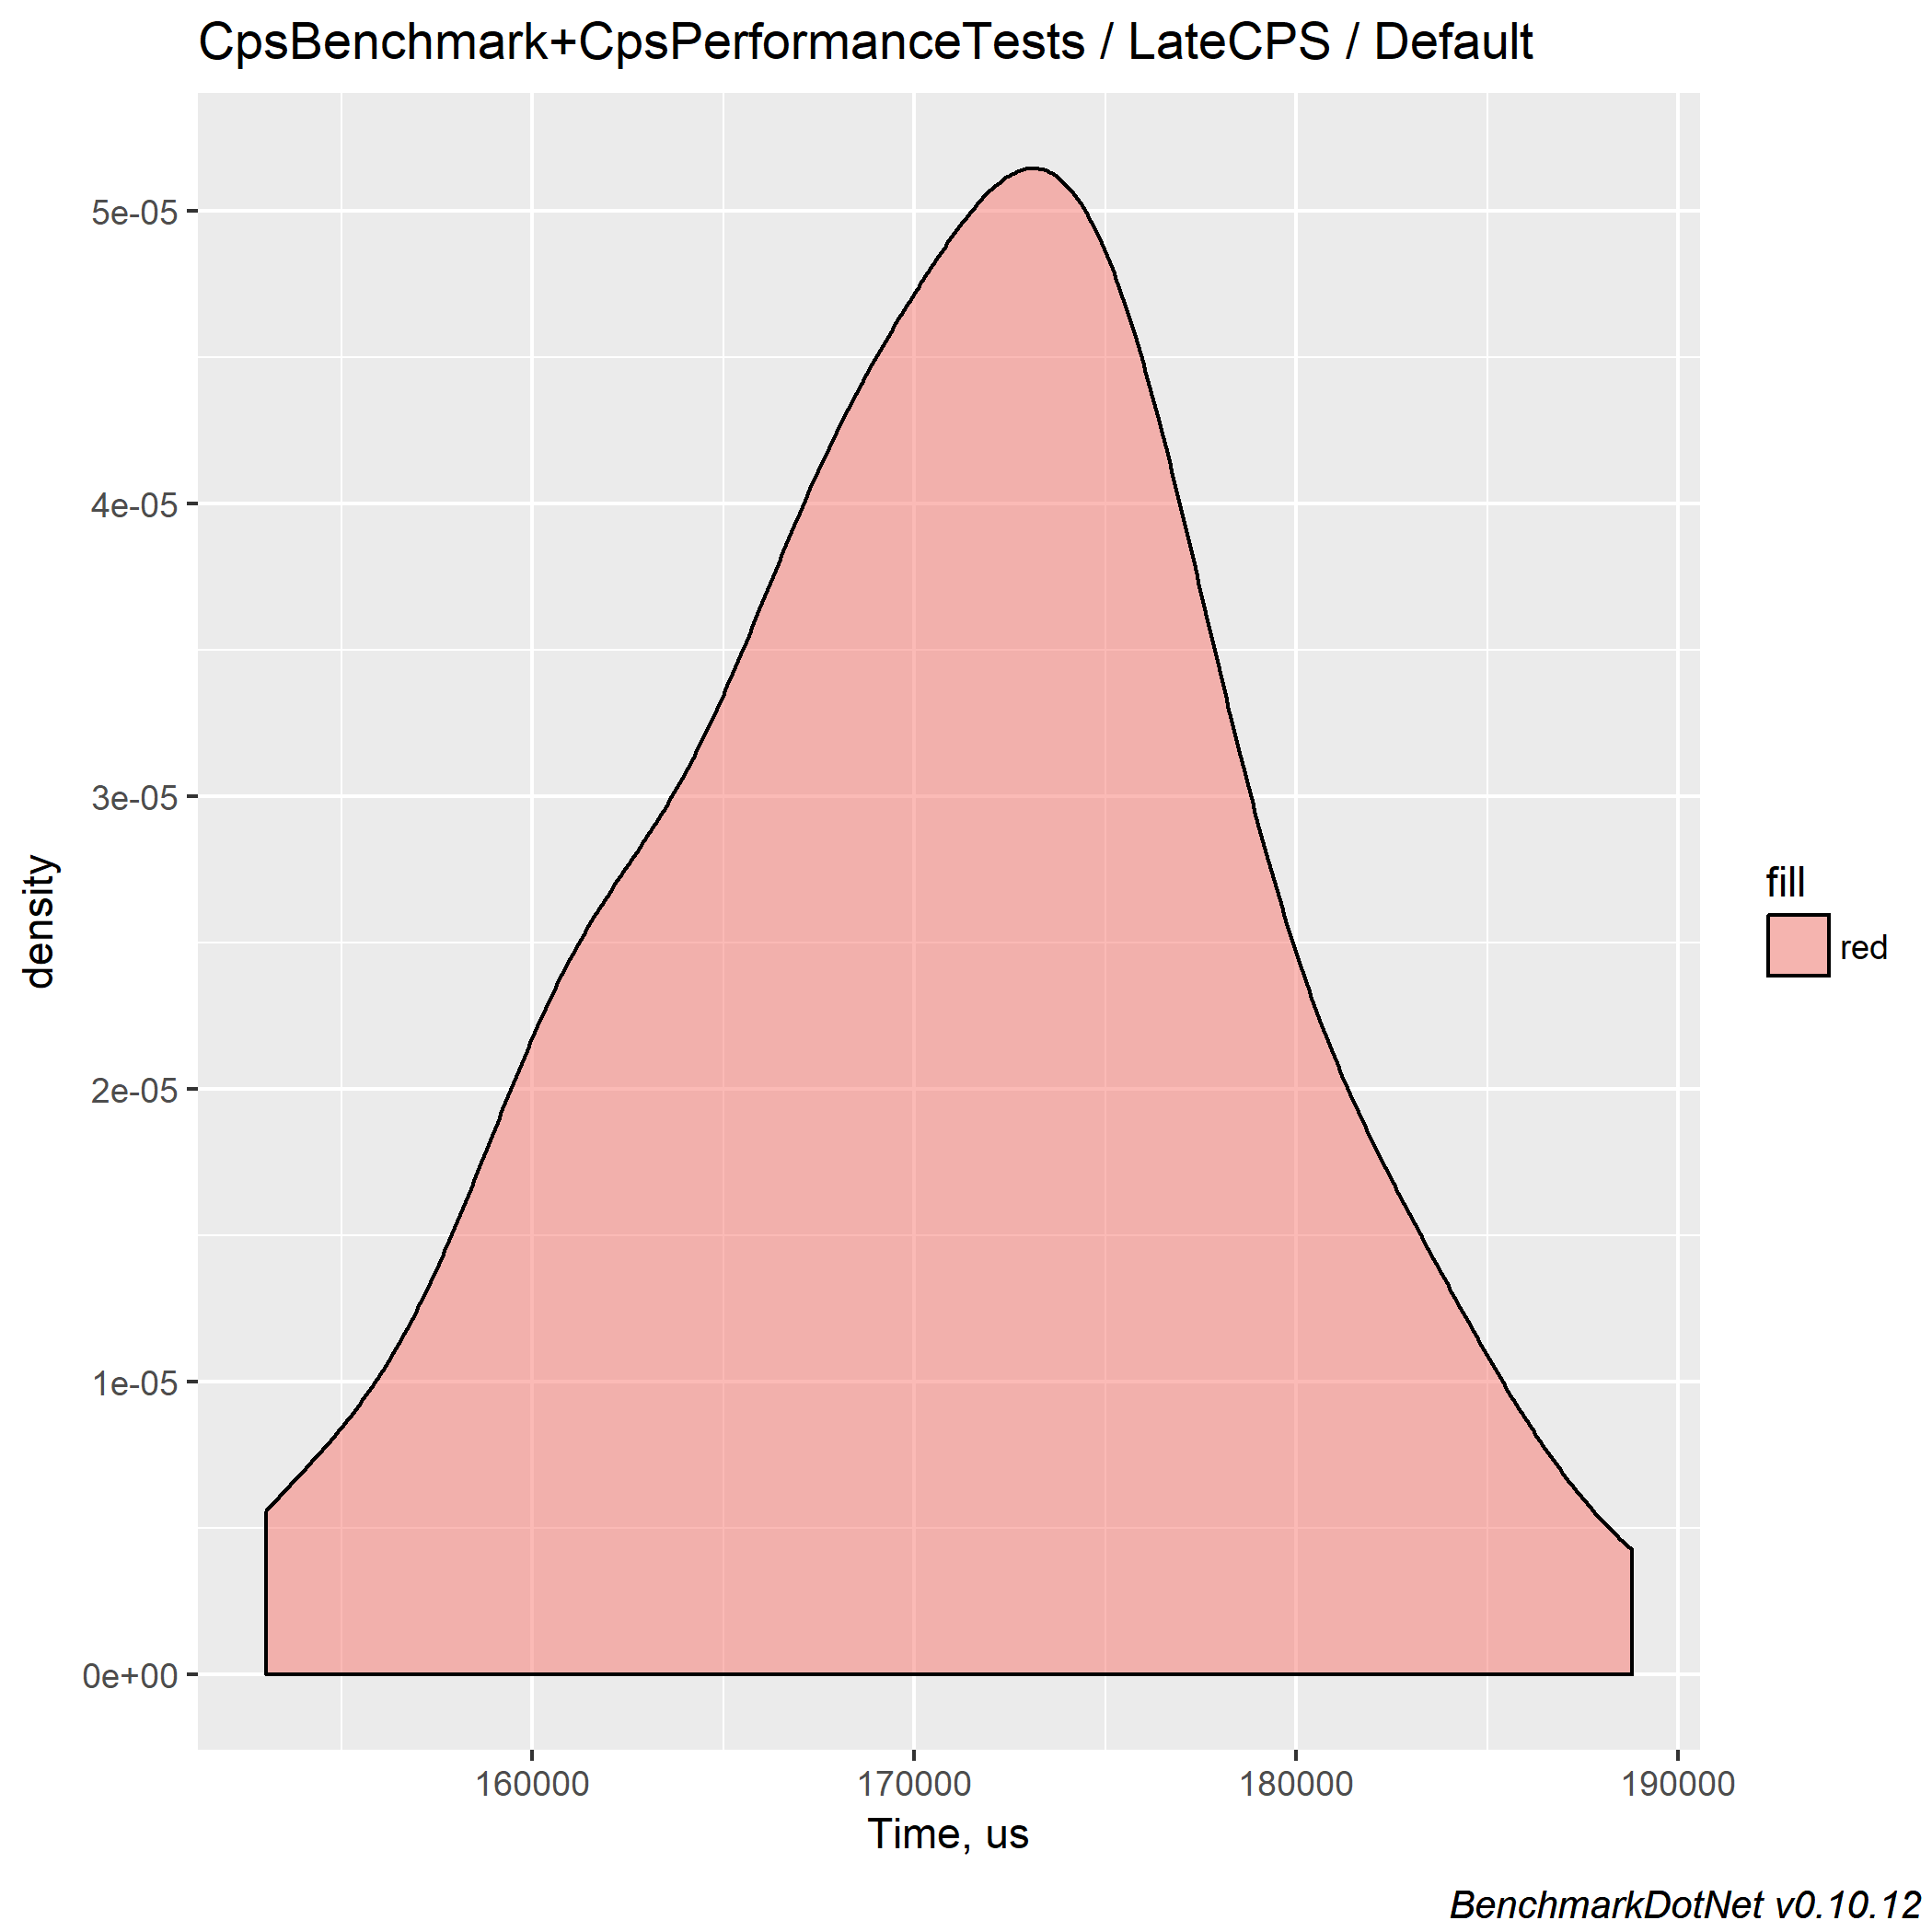 CpsBenchmark+CpsPerformanceTests / LateCPS / Default
5e-05
4e-05
3e-05
2e-05
1e-05
0e+00
density
160000 170000 180000 190000
Time, us
fill
red
BenchmarkDotNet v0.10.12